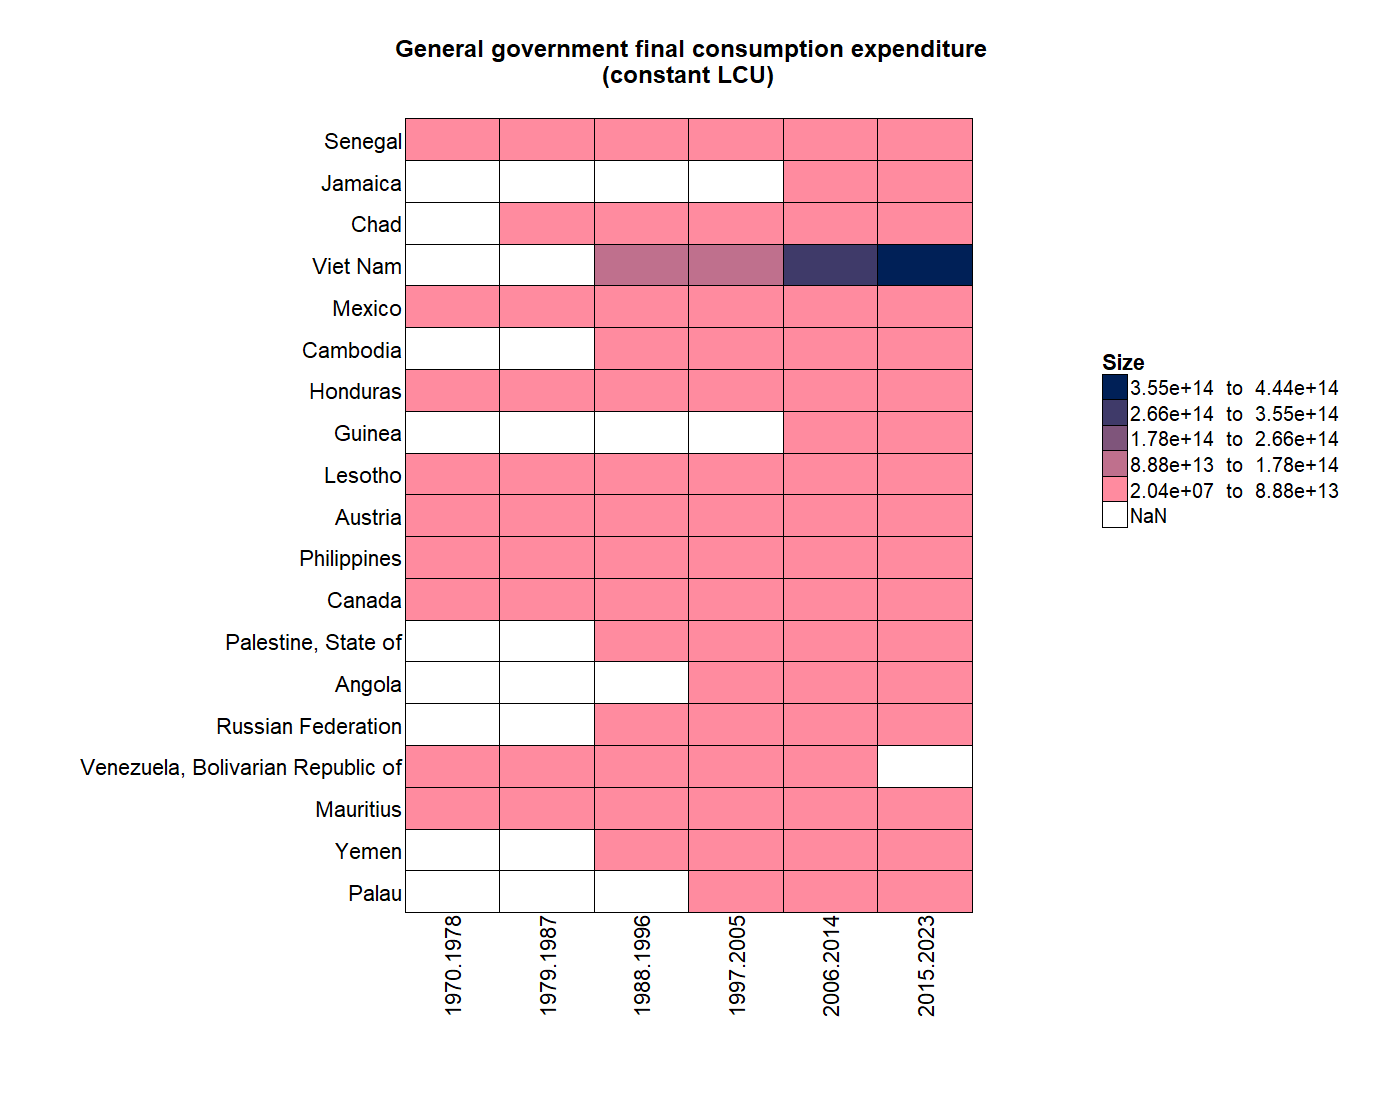 General government final consumption expenditure
(constant LCU)
Senegal
Jamaica
Chad
Viet Nam
Mexico
Cambodia
Honduras
Guinea
Lesotho
Austria
Philippines
Canada
Palestine, State of
Angola
Russian Federation
Venezuela, Bolivarian Republic of
Mauritius
Yemen
Palau
1970.1978
1979.1987
1988.1996
1997.2005
2006.2014
2015.2023
Size
3.55e+14 to 4.44e+14
2.66e+14 to 3.55e+14
1.78e+14 to 2.66e+14
8.88e+13 to 1.78e+14
2.04e+07 to 8.88e+13
NaN